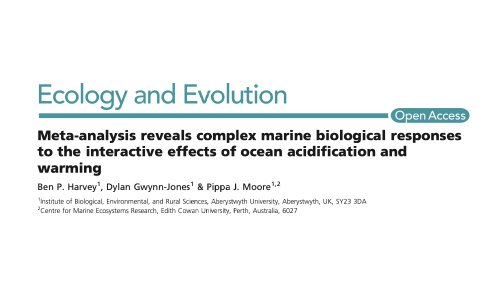 Ecology and Evolution
Open Access
Meta-analysis reveals complex marine biological responses
to the interactive effects of ocean acidification and
warming
Ben P. Harvey1, Dylan Gwynn-Jones1 & Pippa J. Moore1,2
1Institute of Biological, Environmental, and Rural Sciences, Aberystwyth University, Aberystwyth, UK, SY23 3DA
2Centre for Marine Ecosystems Research, Edith Cowan University, Perth, Australia, 6027